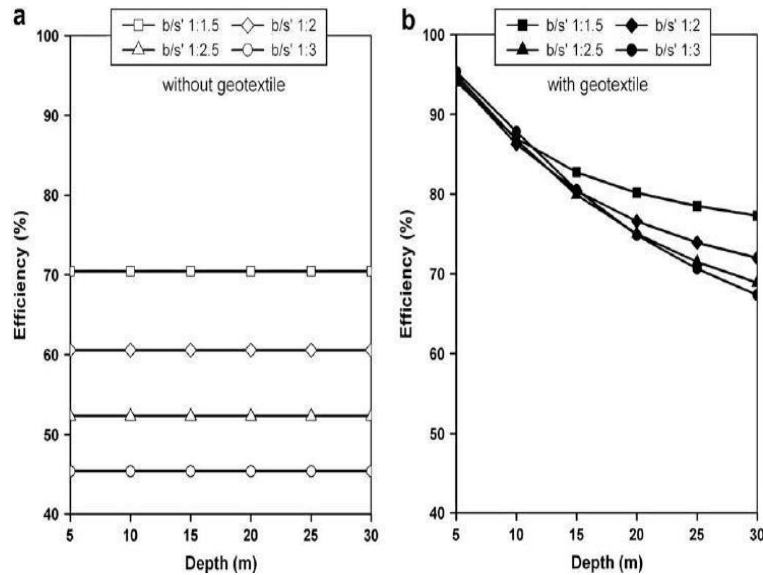 a
b/s' 1:1.5 b/s' 1:2
b/s' 1:2.5 b/s' 1:3
without geotextile
Efficiency (%)
100
90
80
70
60
50
40
5 10 15 20 25 30
Depth (m)
b
b/s' 1:1.5 b/s' 1:2
b/s' 1:2.5 b/s' 1:3
with geotextile
Efficiency (%)
100
90
80
70
60
50
40
5 10 15 20 25 30
Depth (m)